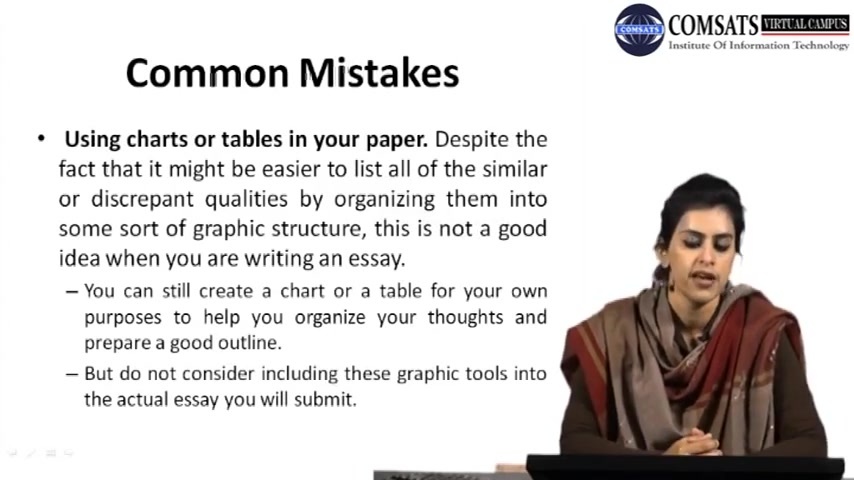 COMSATS
COMSATS VIRTUAL CAMPUS
Institute Of Information Technology
Common Mistakes
• Using charts or tables in your paper. Despite the
fact that it might be easier to list all of the similar
or discrepant qualities by organizing them into
some sort of graphic structure, this is not a good
idea when you are writing an essay.
– You can still create a chart or a table for your own
purposes to help you organize your thoughts and
prepare a good outline.
– But do not consider including these graphic tools into
the actual essay you will submit.